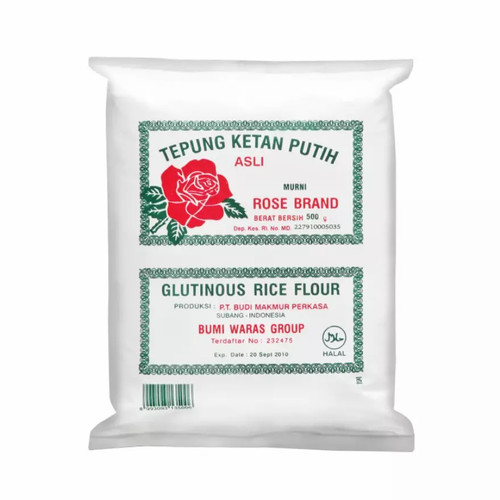 TEPUNG KETAN PUTIH
ASLI
MURNI
ROSE BRAND
BERAT BERSIH 500 g
Dep. Kes. RI. No. MD. 227910005035
GLUTINOUS RICE FLOUR
PRODUKSI : P.T. BUDI MAKMUR PERKASA
SUBANG - INDONESIA
BUMI WARAS GROUP
Terdaftar No : 232475
Exp. Date : 20 Sept 2010
HALAL